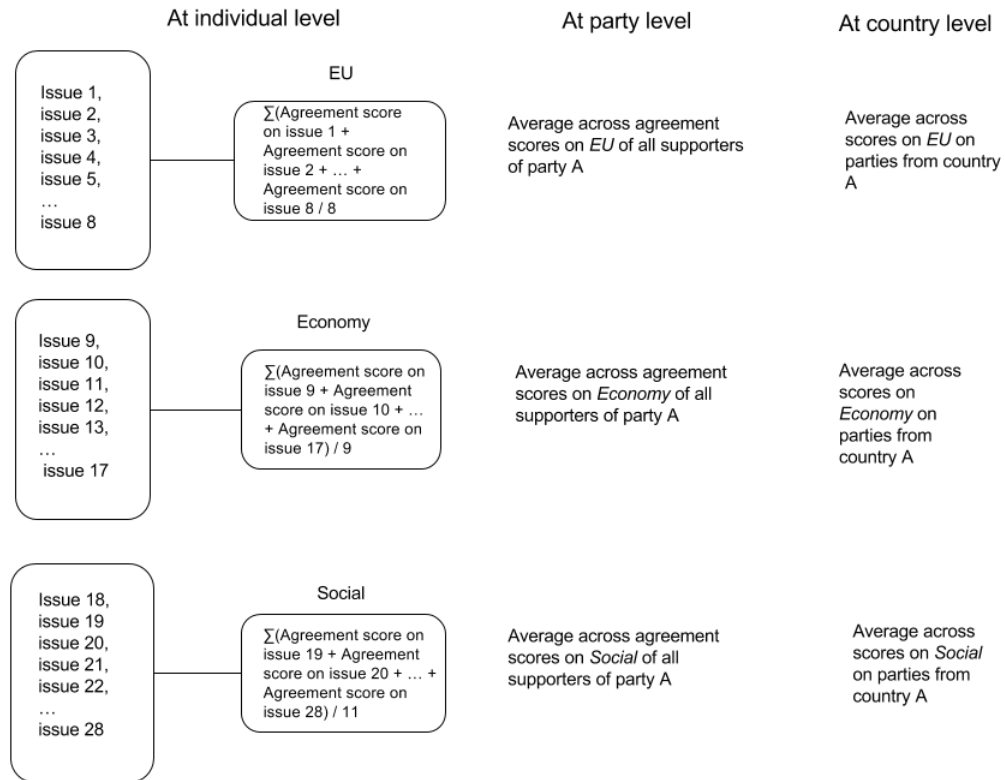 At individual level
At party level
At country level
Issue 1,
issue 2,
issue 3,
issue 4,
issue 5,
…
issue 8
EU
∑(Agreement score
on issue 1 +
Agreement score on
issue 2 + … +
Agreement score on
issue 8 / 8
Average across agreement
scores on EU of all supporters
of party A
Average across
scores on EU on
parties from country
A
Issue 9,
issue 10,
issue 11,
issue 12,
issue 13,
…
issue 17
Economy
∑(Agreement score on
issue 9 + Agreement
score on issue 10 + …
+ Agreement score on
issue 17) / 9
Average across agreement
scores on Economy of all
supporters of party A
Average across
scores on
Economy on
parties from
country A
Issue 18,
issue 19
issue 20,
issue 21,
issue 22,
…
issue 28
Social
∑(Agreement score on
issue 19 + Agreement
score on issue 20 + … +
Agreement score on
issue 28) / 11
Average across agreement
scores on Social of all
supporters of party A
Average across
scores on Social
on parties from
country A